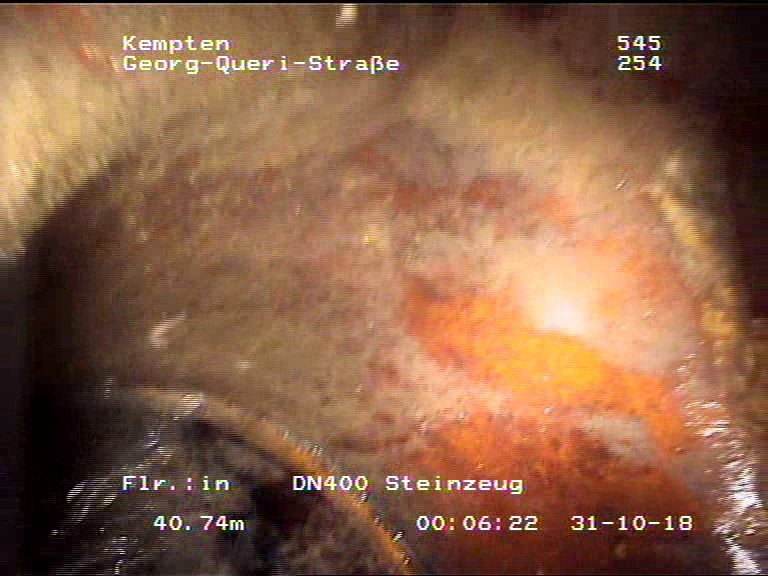 Kempten 545
Georg-Queri-Straße 254
Flr.:in DN400 Steinzeug
40.74m 00:06:22 31-10-18